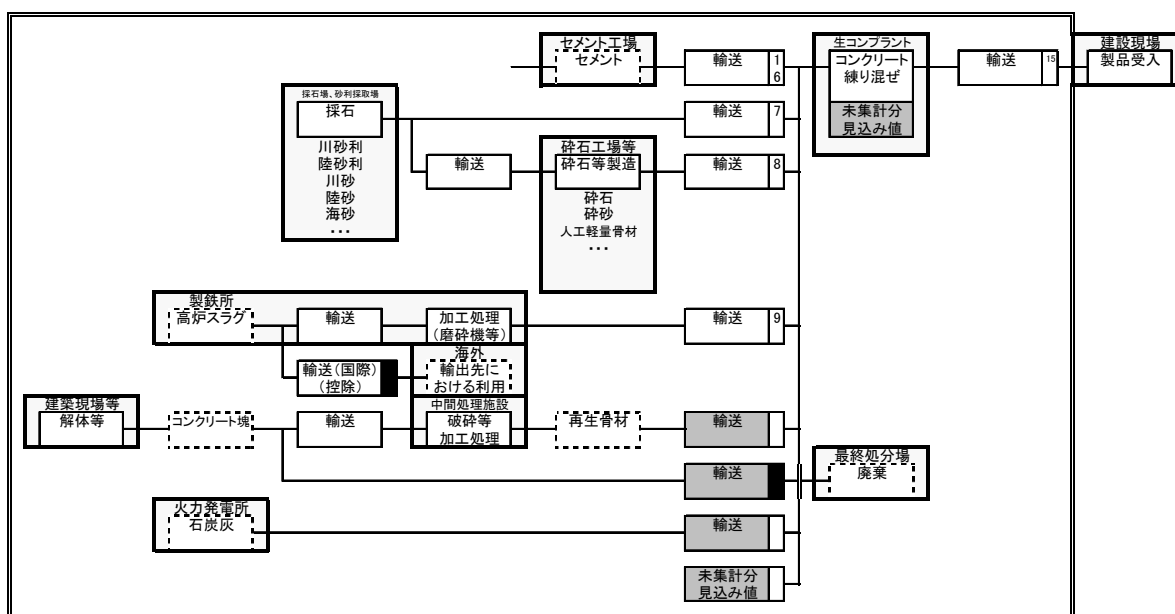 セメント工場
セメント
輸送
1
6
生コンプラント
コンクリート
練り混ぜ
未集計分
見込み値
輸送
15
建設現場
製品受入
採石場、砂利採取場
採石
川砂利
陸砂利
川砂
陸砂
海砂
・・・
輸送
7
輸送
砕石工場等
砕石等製造
砕石
砕砂
人工軽量骨材
・・・
輸送
8
製鉄所
高炉スラグ
輸送
加工処理
(磨砕機等)
輸送
9
輸送(国際)
(控除)
海外
輸出先に
おける利用
建築現場等
解体等
コンクリート塊
輸送
中間処理施設
破砕等
加工処理
再生骨材
輸送
輸送
最終処分場
廃棄
火力発電所
石炭灰
輸送
未集計分
見込み値